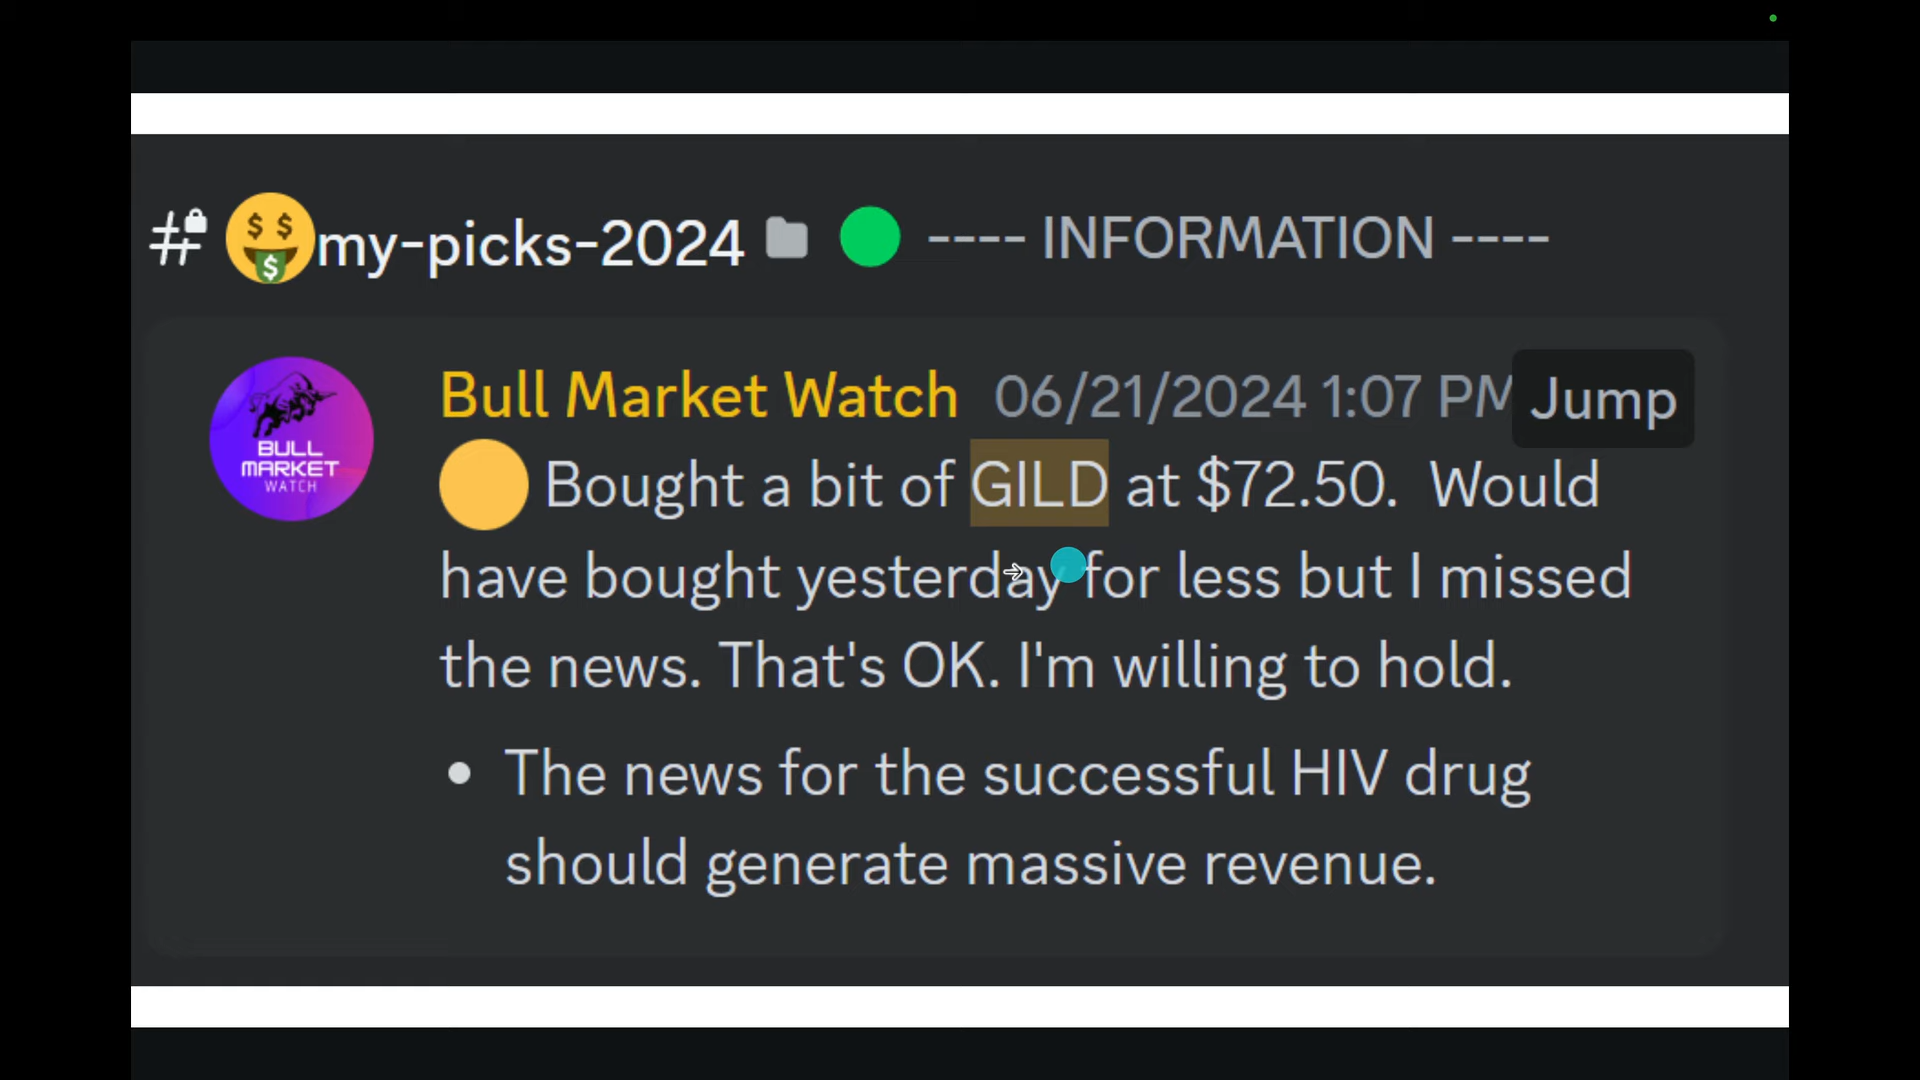 my-picks-2024 ---- INFORMATION ----
BULL
MARKET
WATCH
Bull Market Watch 06/21/2024 1:07 PM Jump
Bought a bit of GILD at $72.50. Would
have bought yesterday for less but I missed
the news. That's OK. I'm willing to hold.
• The news for the successful HIV drug
should generate massive revenue.